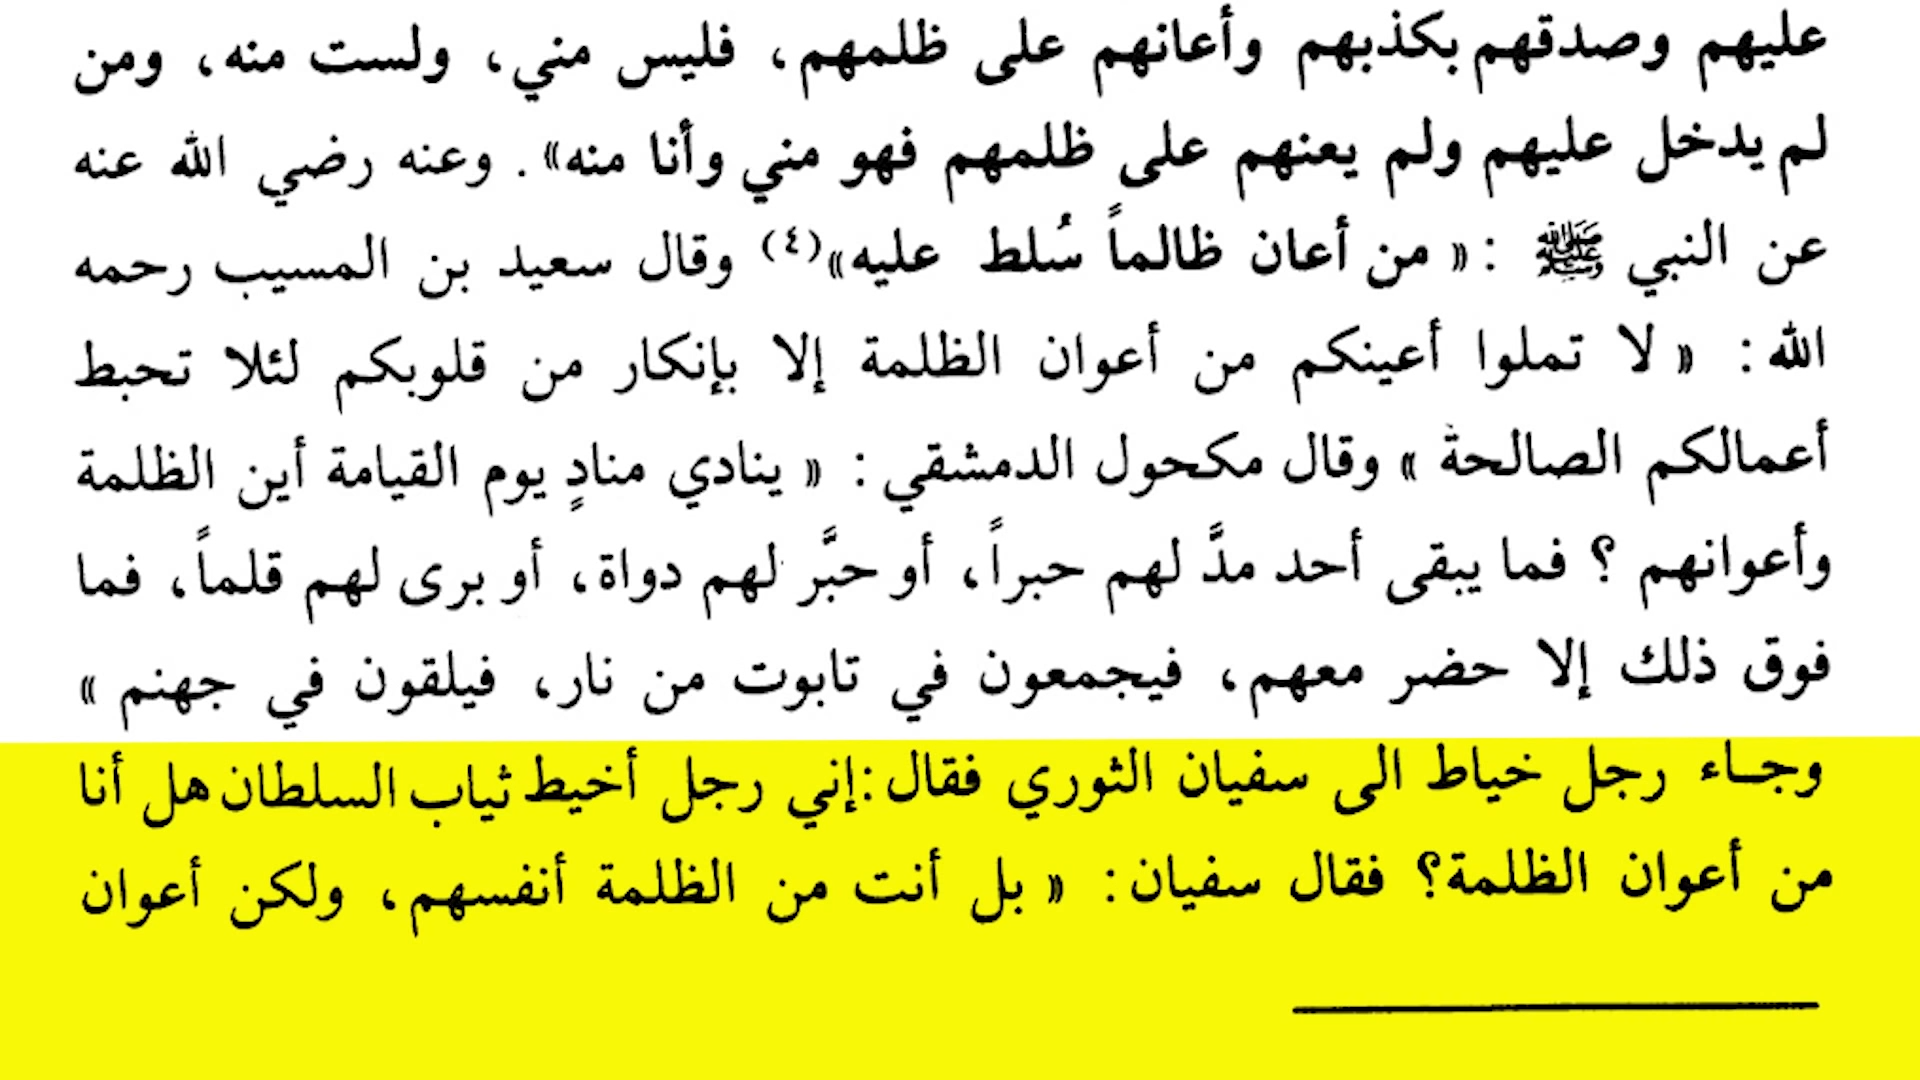 عليهم وصدقهم بكذبهم وأعانهم على ظلمهم، فليس مني، ولست منه، ومن
لم يدخل عليهم ولم يعنهم على ظلمهم فهو مني وأنا منه». وعنه رضي الله عنه
عن النبي ﷺ : « من أعان ظالماً سُلط عليه»(٤) وقال سعيد بن المسيب رحمه
الله : « لا تملوا أعينكم من أعوان الظلمة إلا بإنكار من قلوبكم لئلا تحبط
أعمالكم الصالحة » وقال مكحول الدمشقي : « ينادي منادٍ يوم القيامة أين الظلمة
وأعوانهم ؟ فما يبقى أحد مدَّ لهم حبراً، أو حبَّر لهم دواة، أو برى لهم قلماً، فما
فوق ذلك إلا حضر معهم، فيجمعون في تابوت من نار، فيلقون في جهنم »
وجاء رجل خياط الى سفيان الثوري فقال :إني رجل أخيط ثياب السلطان هل أنا
من أعوان الظلمة؟ فقال سفيان : « بل أنت من الظلمة أنفسهم، ولكن أعوان